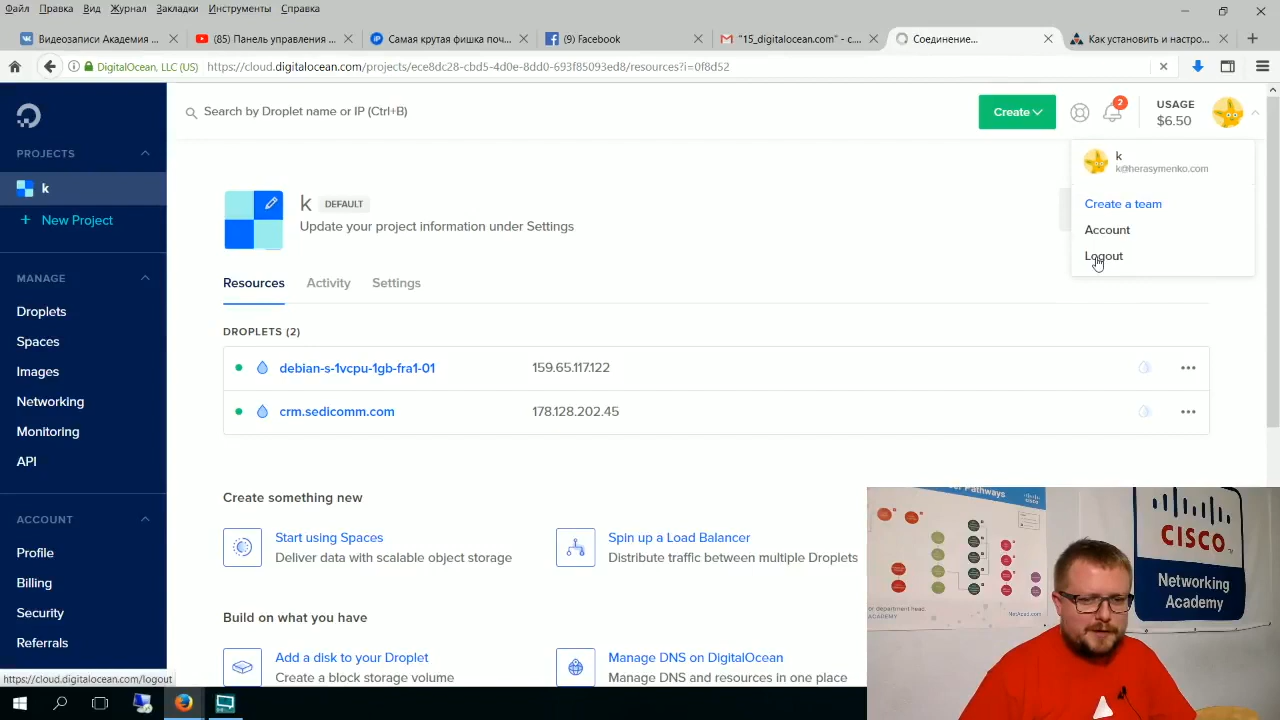 Файл Правка Вид Журнал Закладки Инструменты Справка
Видеозаписи Академия ...
(85) Панель управления ...
Самая крутая фишка поч...
(9) Facebook
"15_digitalocean.com" - с...
Соединение...
Как установить и настро...
DigitalOcean, LLC (US)
https://cloud.digitalocean.com/projects/ece8dc28-cbd5-4d0e-8dd0-693f85093ed8/resources?i=0f8d52
Search by Droplet name or IP (Ctrl+B)
Create
2
USAGE
$6.50
PROJECTS
k
New Project
MANAGE
Droplets
Spaces
Images
Networking
Monitoring
API
ACCOUNT
Profile
Billing
Security
Referrals
k
DEFAULT
Update your project information under Settings
k
k@herasymenko.com
Create a team
Account
Logout
Resources
Activity
Settings
DROPLETS (2)
debian-s-1vcpu-1gb-fra1-01
159.65.117.122
crm.sedicomm.com
178.128.202.45
Create something new
Start using Spaces
Deliver data with scalable object storage
Spin up a Load Balancer
Distribute traffic between multiple Droplets
Build on what you have
Add a disk to your Droplet
Create a block storage volume
Manage DNS on DigitalOcean
Manage DNS and resources in one place
https://cloud.digitalocean.com/logout
Pathways
CISCO
or department head
ACADEMY
NetAcad.com
CISCO
Networking
Academy